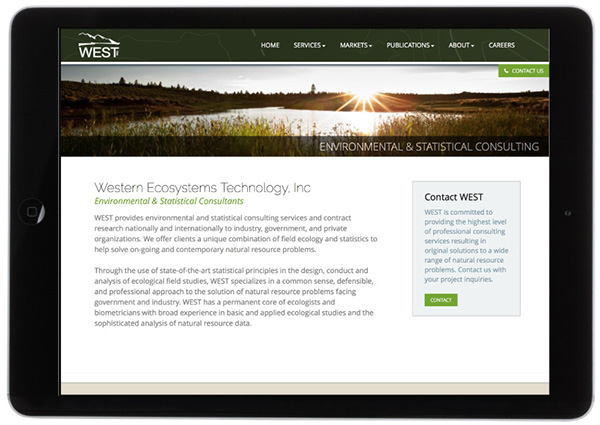 WEST
HOME SERVICES MARKETS PUBLICATIONS ABOUT CAREERS
CONTACT US
ENVIRONMENTAL & STATISTICAL CONSULTING
Western Ecosystems Technology, Inc
Environmental & Statistical Consultants
WEST provides environmental and statistical consulting services and contract
research nationally and internationally to industry, government, and private
organizations. We offer clients a unique combination of field ecology and statistics to
help solve on-going and contemporary natural resource problems.
Through the use of state-of-the-art statistical principles in the design, conduct and
analysis of ecological field studies, WEST specializes in a common sense, defensible,
and professional approach to the solution of natural resource problems facing
government and industry. WEST has a permanent core of ecologists and
biometricians with broad experience in basic and applied ecological studies and the
sophisticated analysis of natural resource data.
Contact WEST
WEST is committed to
providing the highest level
of professional consulting
services resulting in
original solutions to a wide
range of natural resource
problems. Contact us with
your project inquiries.
CONTACT